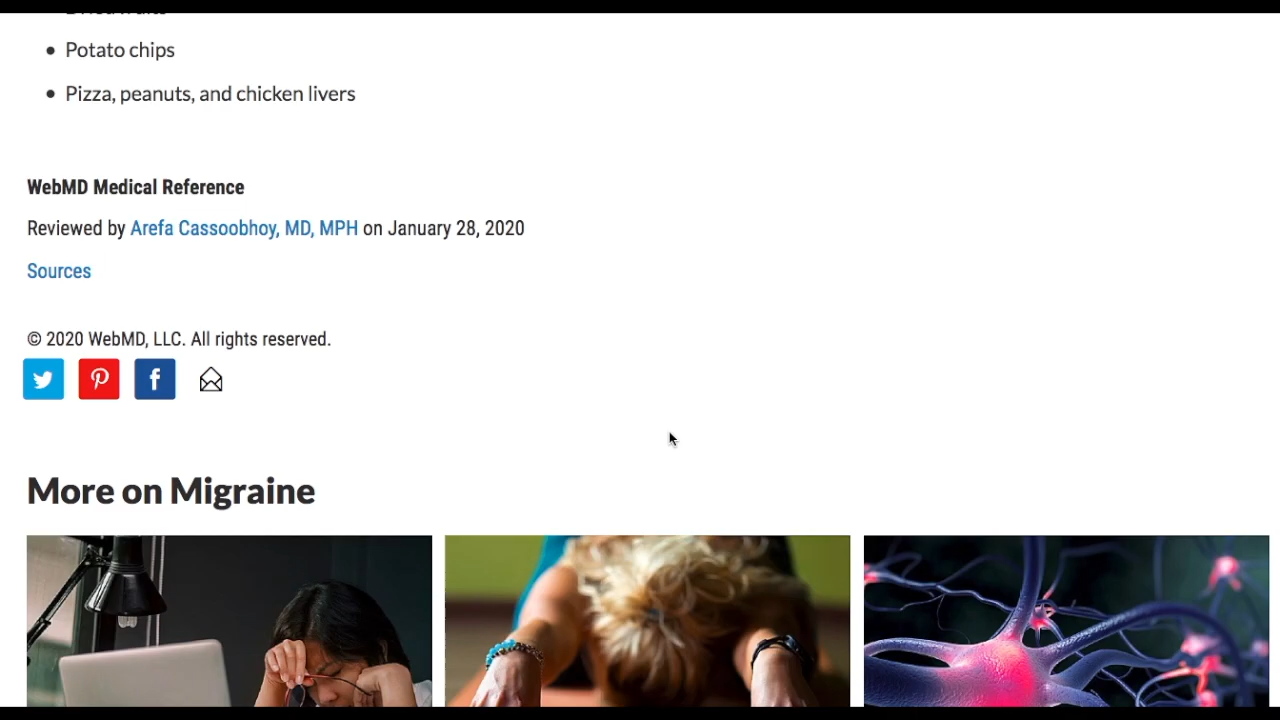 Potato chips
Pizza, peanuts, and chicken livers
WebMD Medical Reference
Reviewed by Arefa Cassoobhoy, MD, MPH on January 28, 2020
Sources
© 2020 WebMD, LLC. All rights reserved.
More on Migraine